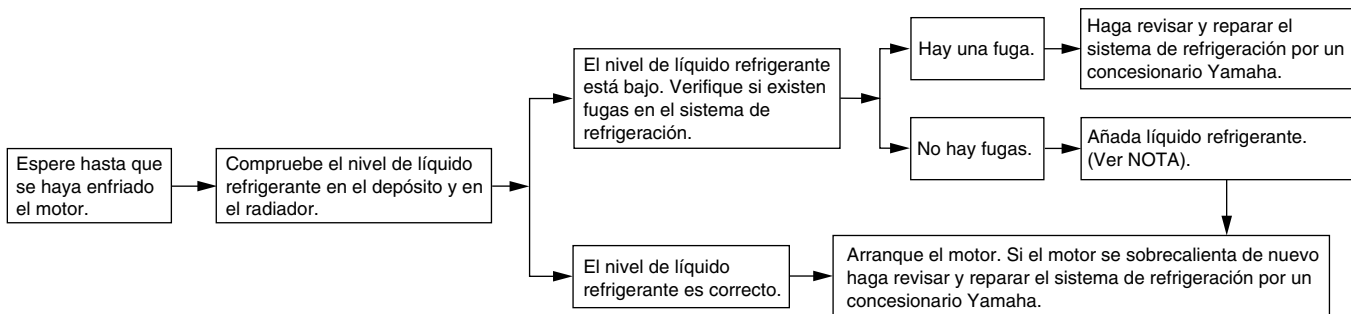 Espere hasta que
se haya enfriado
el motor.
Compruebe el nivel de líquido
refrigerante en el depósito y en
el radiador.
El nivel de líquido refrigerante
está bajo. Verifique si existen
fugas en el sistema de
refrigeración.
Hay una fuga.
Haga revisar y reparar el
sistema de refrigeración por un
concesionario Yamaha.
No hay fugas.
Añada líquido refrigerante.
(Ver NOTA).
El nivel de líquido
refrigerante es correcto.
Arranque el motor. Si el motor se sobrecalienta de nuevo
haga revisar y reparar el sistema de refrigeración por un
concesionario Yamaha.